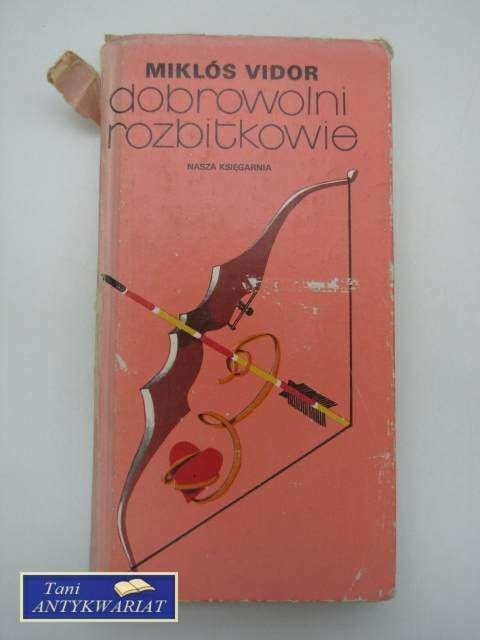 MIKLÓS VIDOR
dobrowolni
rozbitkowie
NASZA KSIĘGARNIA
Tani
ANTYKWARIAT